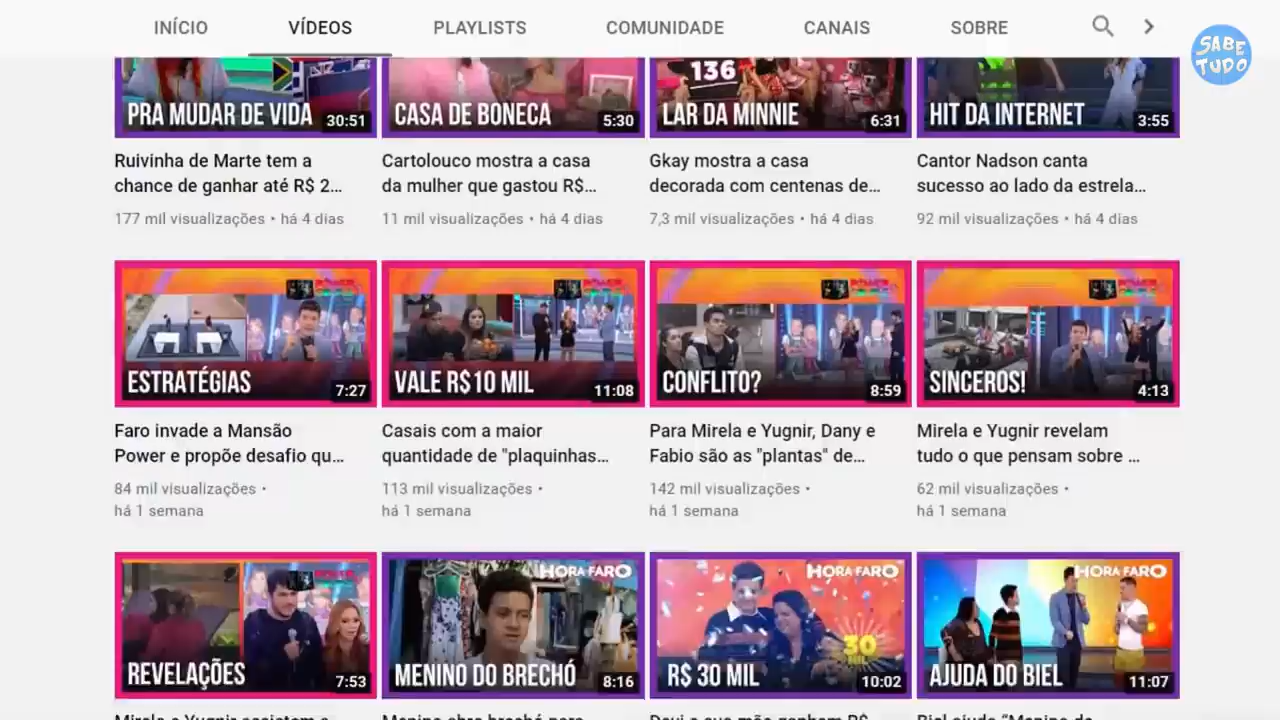 INÍCIO
VÍDEOS
PLAYLISTS
COMUNIDADE
CANAIS
SOBRE
SABE
TUDO
136
PRA MUDAR DE VIDA
30:51
CASA DE BONECA
5:30
LAR DA MINNIE
6:31
HIT DA INTERNET
3:55
Ruivinha de Marte tem a
chance de ganhar até R$ 2...
177 mil visualizações • há 4 dias
Cartolouco mostra a casa
da mulher que gastou R$...
11 mil visualizações • há 4 dias
Gkay mostra a casa
decorada com centenas de...
7,3 mil visualizações • há 4 dias
Cantor Nadson canta
sucesso ao lado da estrela...
92 mil visualizações • há 4 dias
ESTRATÉGIAS
7:27
VALE R$10 MIL
11:08
CONFLITO?
8:59
SINCEROS!
4:13
Faro invade a Mansão
Power e propõe desafio qu...
84 mil visualizações •
há 1 semana
Casais com a maior
quantidade de "plaquinhas...
113 mil visualizações •
há 1 semana
Para Mirela e Yugnir, Dany e
Fabio são as "plantas" de...
142 mil visualizações •
há 1 semana
Mirela e Yugnir revelam
tudo o que pensam sobre ...
62 mil visualizações •
há 1 semana
REVELAÇÕES
7:53
HORA FARO
MENINO DO BRECHÓ
8:16
HORA FARO
30
MIL
R$ 30 MIL
10:02
HORA FARO
AJUDA DO BIEL
11:07